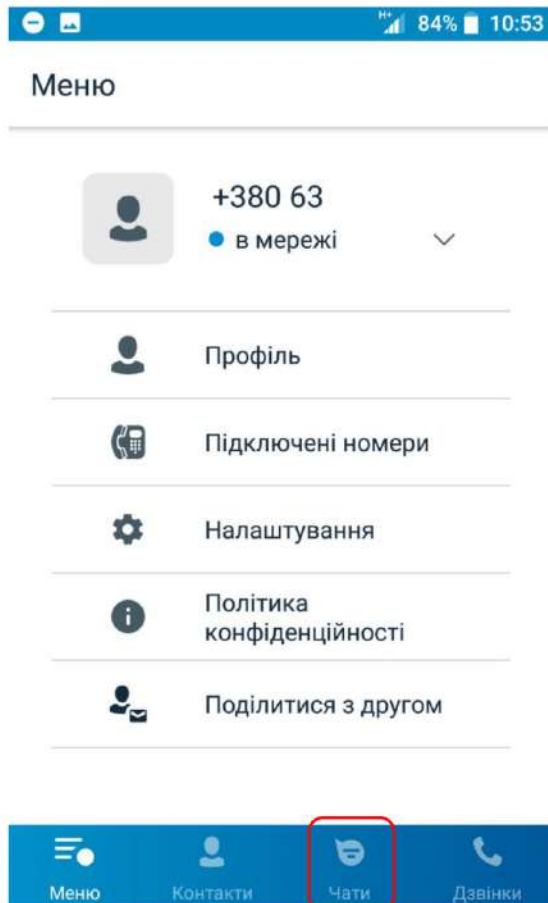 H+ 84% 10:53
Меню
+380 63
в мережі
Профіль
Підключені номери
Налаштування
Політика
конфіденційності
Поділитися з другом
Меню Контакти Чати Дзвінки